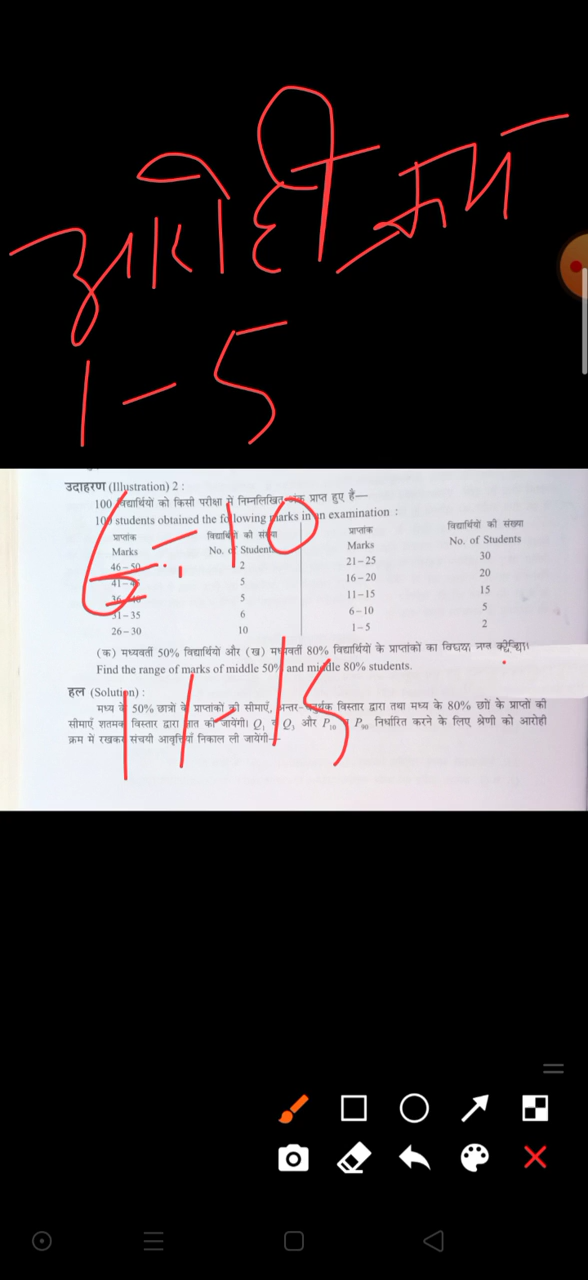 आरोही क्रम
1 - 5
6 - 10
11 - 15
उदाहरण (Illustration) 2 :
100 विद्यार्थियों को किसी परीक्षा में निम्नलिखित अंक प्राप्त हुए है—
100 students obtained the following marks in an examination :
प्राप्तांक विद्यार्थियों की संख्या प्राप्तांक विद्यार्थियों की संख्या
Marks No. of Students Marks No. of Students
46-50 2 21-25 30
41-45 5 16-20 20
36-40 5 11-15 15
31-35 6 6-10 5
26-30 10 1-5 2
(क) मध्यवर्ती 50% विद्यार्थियों और (ख) मध्यवर्ती 80% विद्यार्थियों के प्राप्तांकों का
Find the range of marks of middle 50% and middle 80% students.
हल (Solution) :
मध्य के 50% छात्रों के प्राप्तांकों की सीमाएँ, अन्तर-चतुर्थक विस्तार द्वारा तथा मध्य के 80% छात्रों के प्राप्तांकों की
सीमाएँ शतमक विस्तार द्वारा ज्ञात की जायेंगी। Q₁ व Q₃ और P₁₀ व P₉₀ निर्धारित करने के लिए श्रेणी को आरोही
क्रम में रखकर संचयी आवृत्तियाँ निकाल ली जायेंगी—